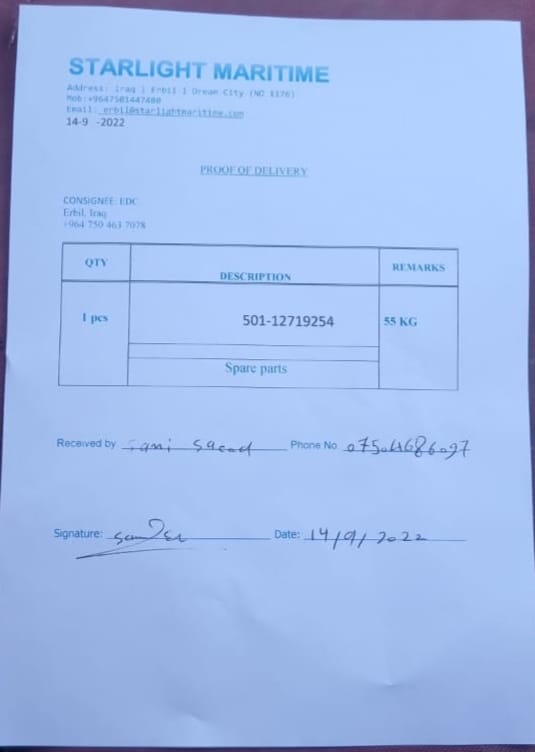 STARLIGHT MARITIME
Address: Iraq | Erbil | Dream City (NO 1176)
Mob:+9647501447400
Email: erbil@starlightmaritime.com
14-9 -2022
PROOF OF DELIVERY
CONSIGNEE: EDC
Erbil, Iraq
+964 750 463 7078
QTY DESCRIPTION REMARKS
1 pcs 501-12719254 55 KG
Spare parts
Received by sani saeed Phone No 07504686097
Signature: Date: 14/9/2022